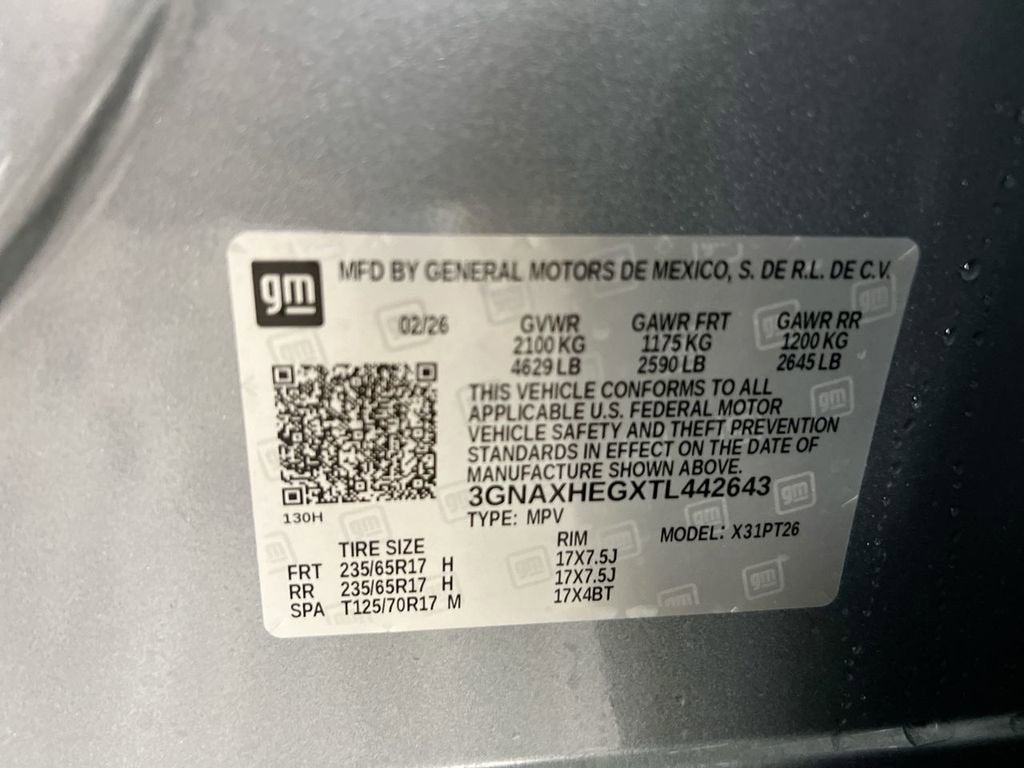 gm MFD BY GENERAL MOTORS DE MEXICO, S. DE R.L. DE C.V.
02/26 GVWR GAWR FRT GAWR RR
2100 KG 1175 KG 1200 KG
4629 LB 2590 LB 2645 LB
THIS VEHICLE CONFORMS TO ALL
APPLICABLE U.S. FEDERAL MOTOR
VEHICLE SAFETY AND THEFT PREVENTION
STANDARDS IN EFFECT ON THE DATE OF
MANUFACTURE SHOWN ABOVE.
3GNAXHEGXTL442643
130H TYPE: MPV MODEL: X31PT26
TIRE SIZE RIM
FRT 235/65R17 H 17X7.5J
RR 235/65R17 H 17X7.5J
SPA T125/70R17 M 17X4BT